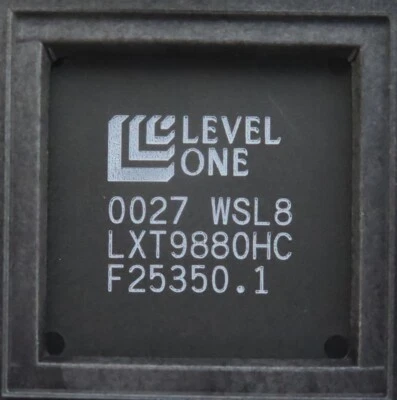 LEVEL
ONE
0027 WSL8
LXT9880HC
F25350.1